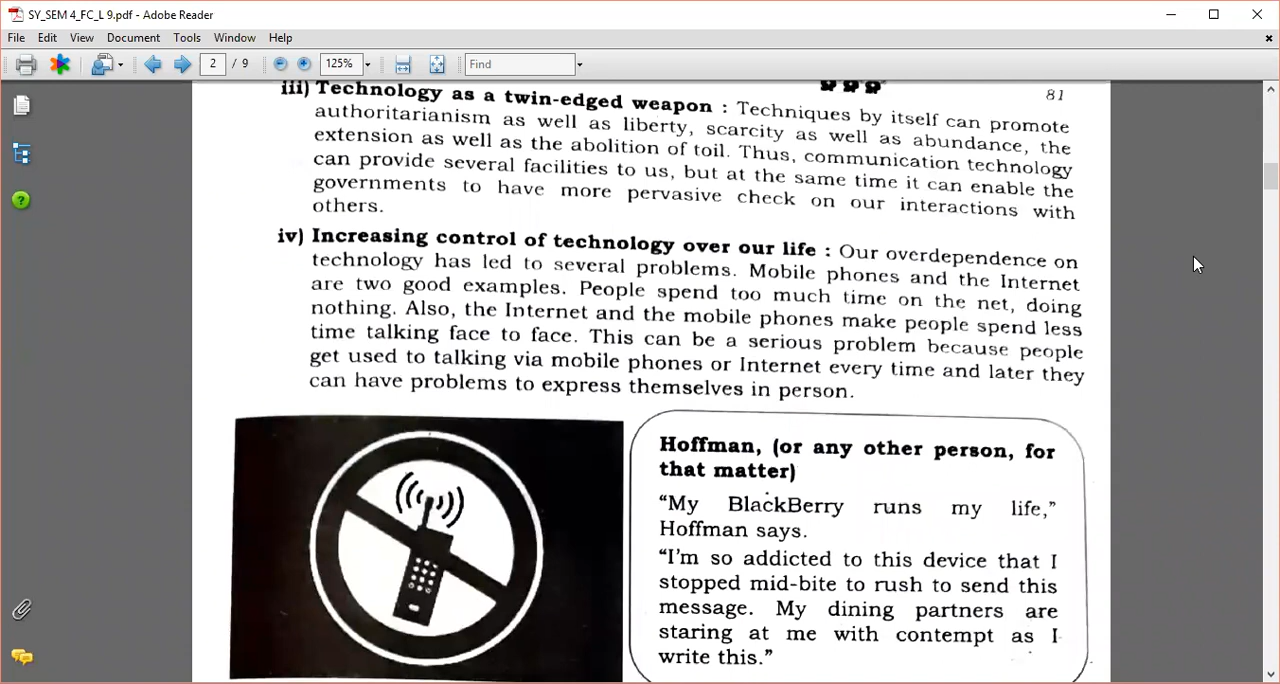 SY_SEM 4_FC_L 9.pdf - Adobe Reader
File Edit View Document Tools Window Help
2 / 9 125% Find
81
iii) Technology as a twin-edged weapon : Techniques by itself can promote
authoritarianism as well as liberty, scarcity as well as abundance, the
extension as well as the abolition of toil. Thus, communication technology
can provide several facilities to us, but at the same time it can enable the
governments to have more pervasive check on our interactions with
others.
iv) Increasing control of technology over our life : Our overdependence on
technology has led to several problems. Mobile phones and the Internet
are two good examples. People spend too much time on the net, doing
nothing. Also, the Internet and the mobile phones make people spend less
time talking face to face. This can be a serious problem because people
get used to talking via mobile phones or Internet every time and later they
can have problems to express themselves in person.
Hoffman, (or any other person, for
that matter)
“My BlackBerry runs my life,”
Hoffman says.
“I'm so addicted to this device that I
stopped mid-bite to rush to send this
message. My dining partners are
staring at me with contempt as I
write this.”